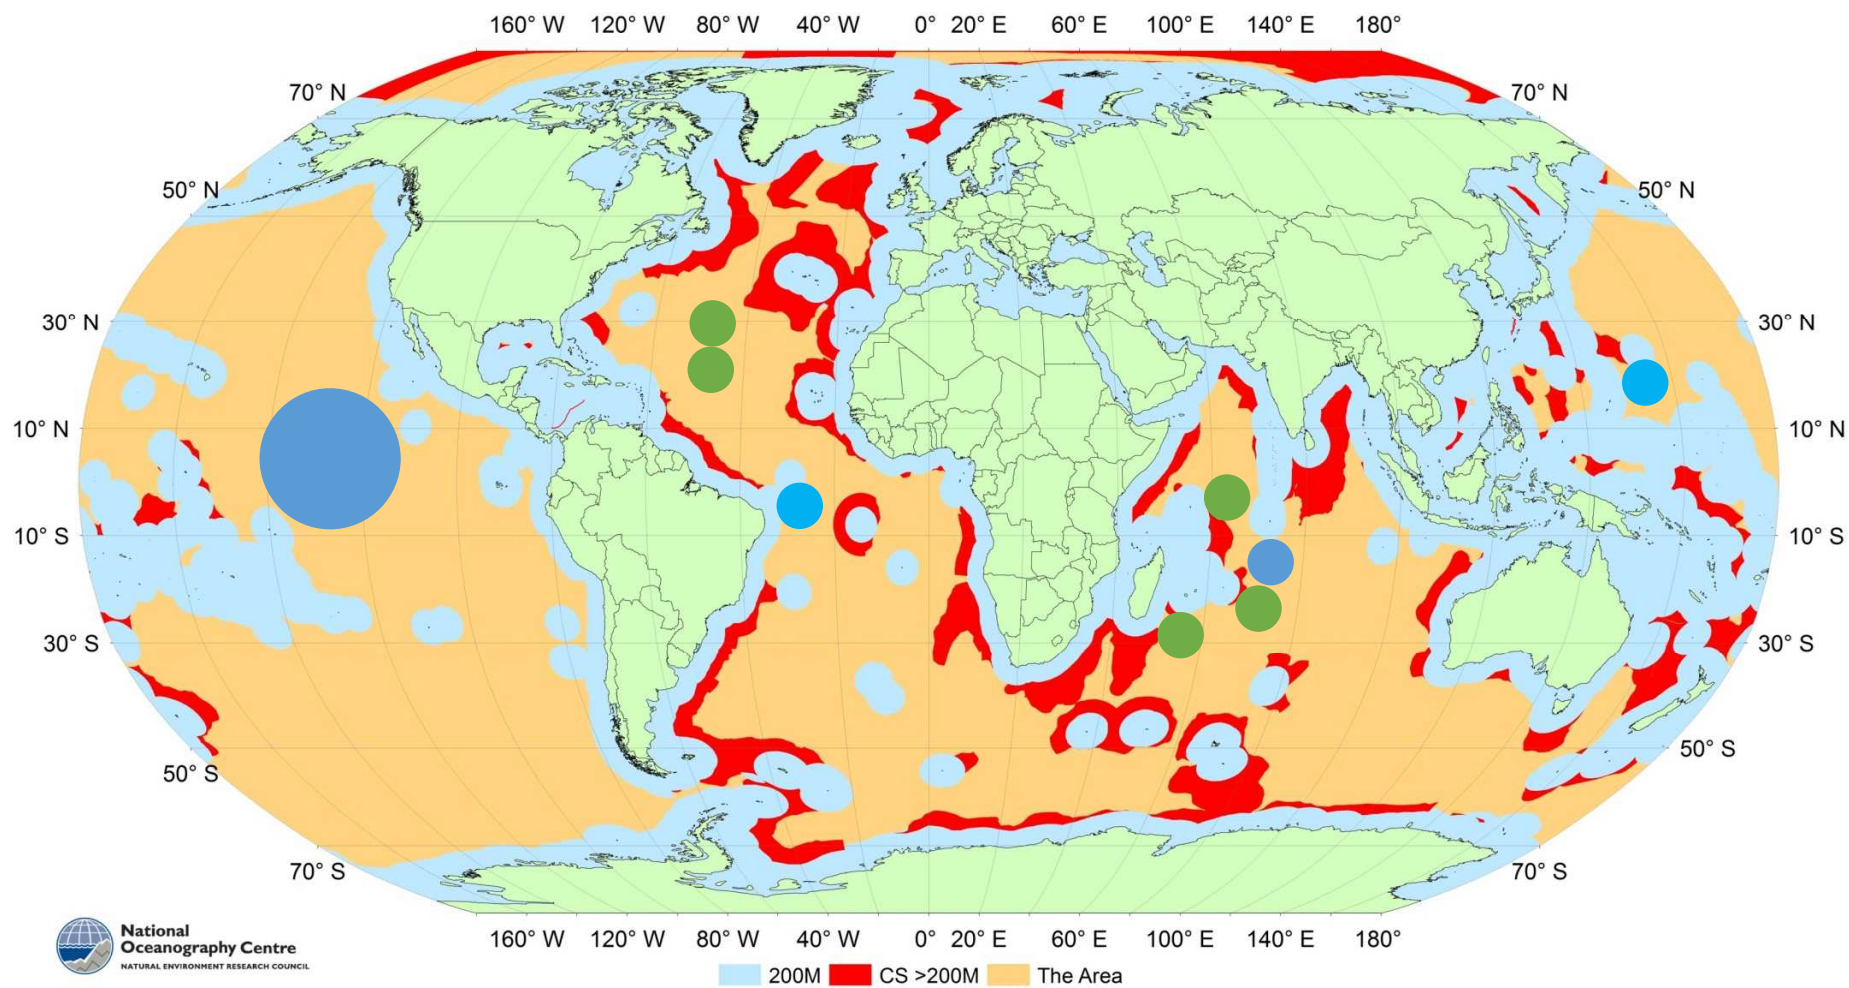 160° W 120° W 80° W 40° W 0° 20° E 60° E 100° E 140° E 180°
70° N 70° N
50° N 50° N
30° N 30° N
10° N 10° N
10° S 10° S
30° S 30° S
50° S 50° S
70° S 70° S
160° W 120° W 80° W 40° W 0° 20° E 60° E 100° E 140° E 180°
National
Oceanography Centre
NATURAL ENVIRONMENT RESEARCH COUNCIL
200M CS >200M The Area